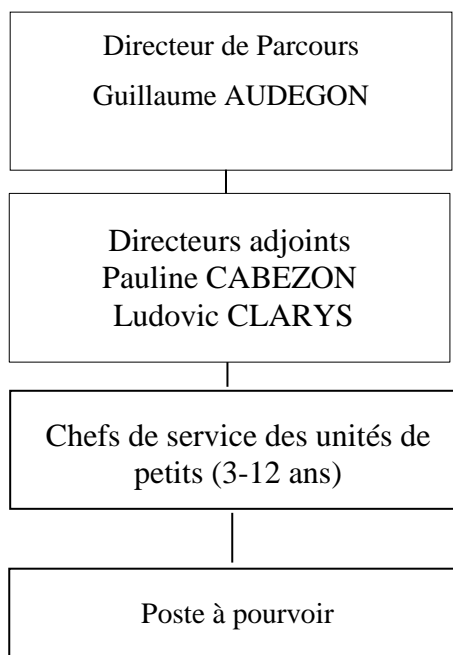 Directeur de Parcours
Guillaume AUDEGON
Directeurs adjoints
Pauline CABEZON
Ludovic CLARYS
Chefs de service des unités de
petits (3-12 ans)
Poste à pourvoir